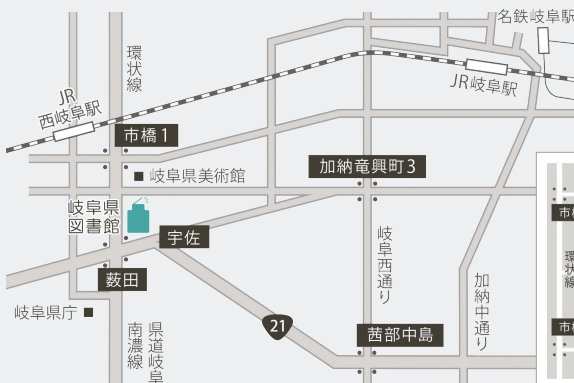 名鉄岐阜駅
JR岐阜駅
環状線
JR
西岐阜駅
市橋1
岐阜県美術館
加納竜興町3
岐阜県
図書館
宇佐
薮田
岐阜県庁
県道岐阜
南濃線
21
岐阜西通り
茜部中島
加納中通り
環状線